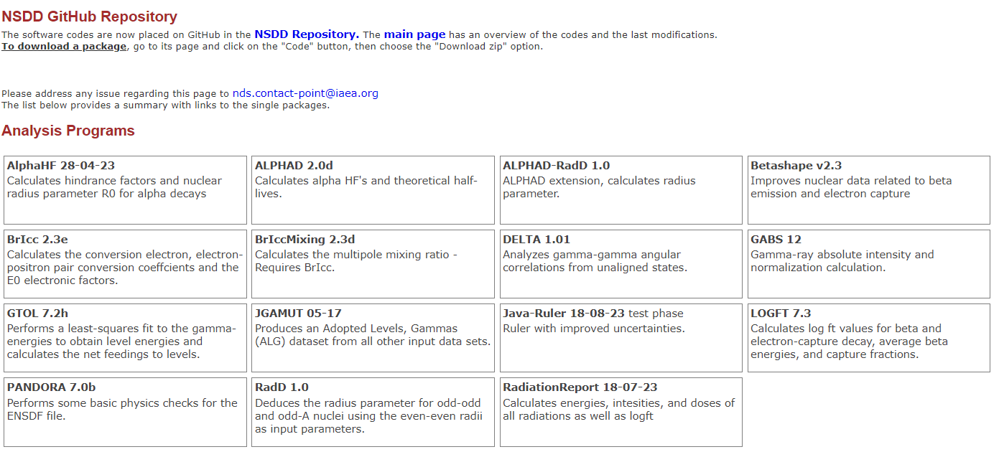 NSDD GitHub Repository
The software codes are now placed on GitHub in the NSDD Repository. The main page has an overview of the codes and the last modifications.
To download a package, go to its page and click on the "Code" button, then choose the "Download zip" option.
Please address any issue regarding this page to nds.contact-point@iaea.org
The list below provides a summary with links to the single packages.
Analysis Programs
AlphaHF 28-04-23
Calculates hindrance factors and nuclear
radius parameter R0 for alpha decays
ALPHAD 2.0d
Calculates alpha HF's and theoretical half-
lives.
ALPHAD-RadD 1.0
ALPHAD extension, calculates radius
parameter.
Betashape v2.3
Improves nuclear data related to beta
emission and electron capture
BrIcc 2.3e
Calculates the conversion electron, electron-
positron pair conversion coeffcients and the
E0 electronic factors.
BrIccMixing 2.3d
Calculates the multipole mixing ratio -
Requires BrIcc.
DELTA 1.01
Analyzes gamma-gamma angular
correlations from unaligned states.
GABS 12
Gamma-ray absolute intensity and
normalization calculation.
GTOL 7.2h
Performs a least-squares fit to the gamma-
energies to obtain level energies and
calculates the net feedings to levels.
JGAMUT 05-17
Produces an Adopted Levels, Gammas
(ALG) dataset from all other input data sets.
Java-Ruler 18-08-23 test phase
Ruler with improved uncertainties.
LOGFT 7.3
Calculates log ft values for beta and
electron-capture decay, average beta
energies, and capture fractions.
PANDORA 7.0b
Performs some basic physics checks for the
ENSDF file.
RadD 1.0
Deduces the radius parameter for odd-odd
and odd-A nuclei using the even-even radii
as input parameters.
RadiationReport 18-07-23
Calculates energies, intesities, and doses of
all radiations as well as logft